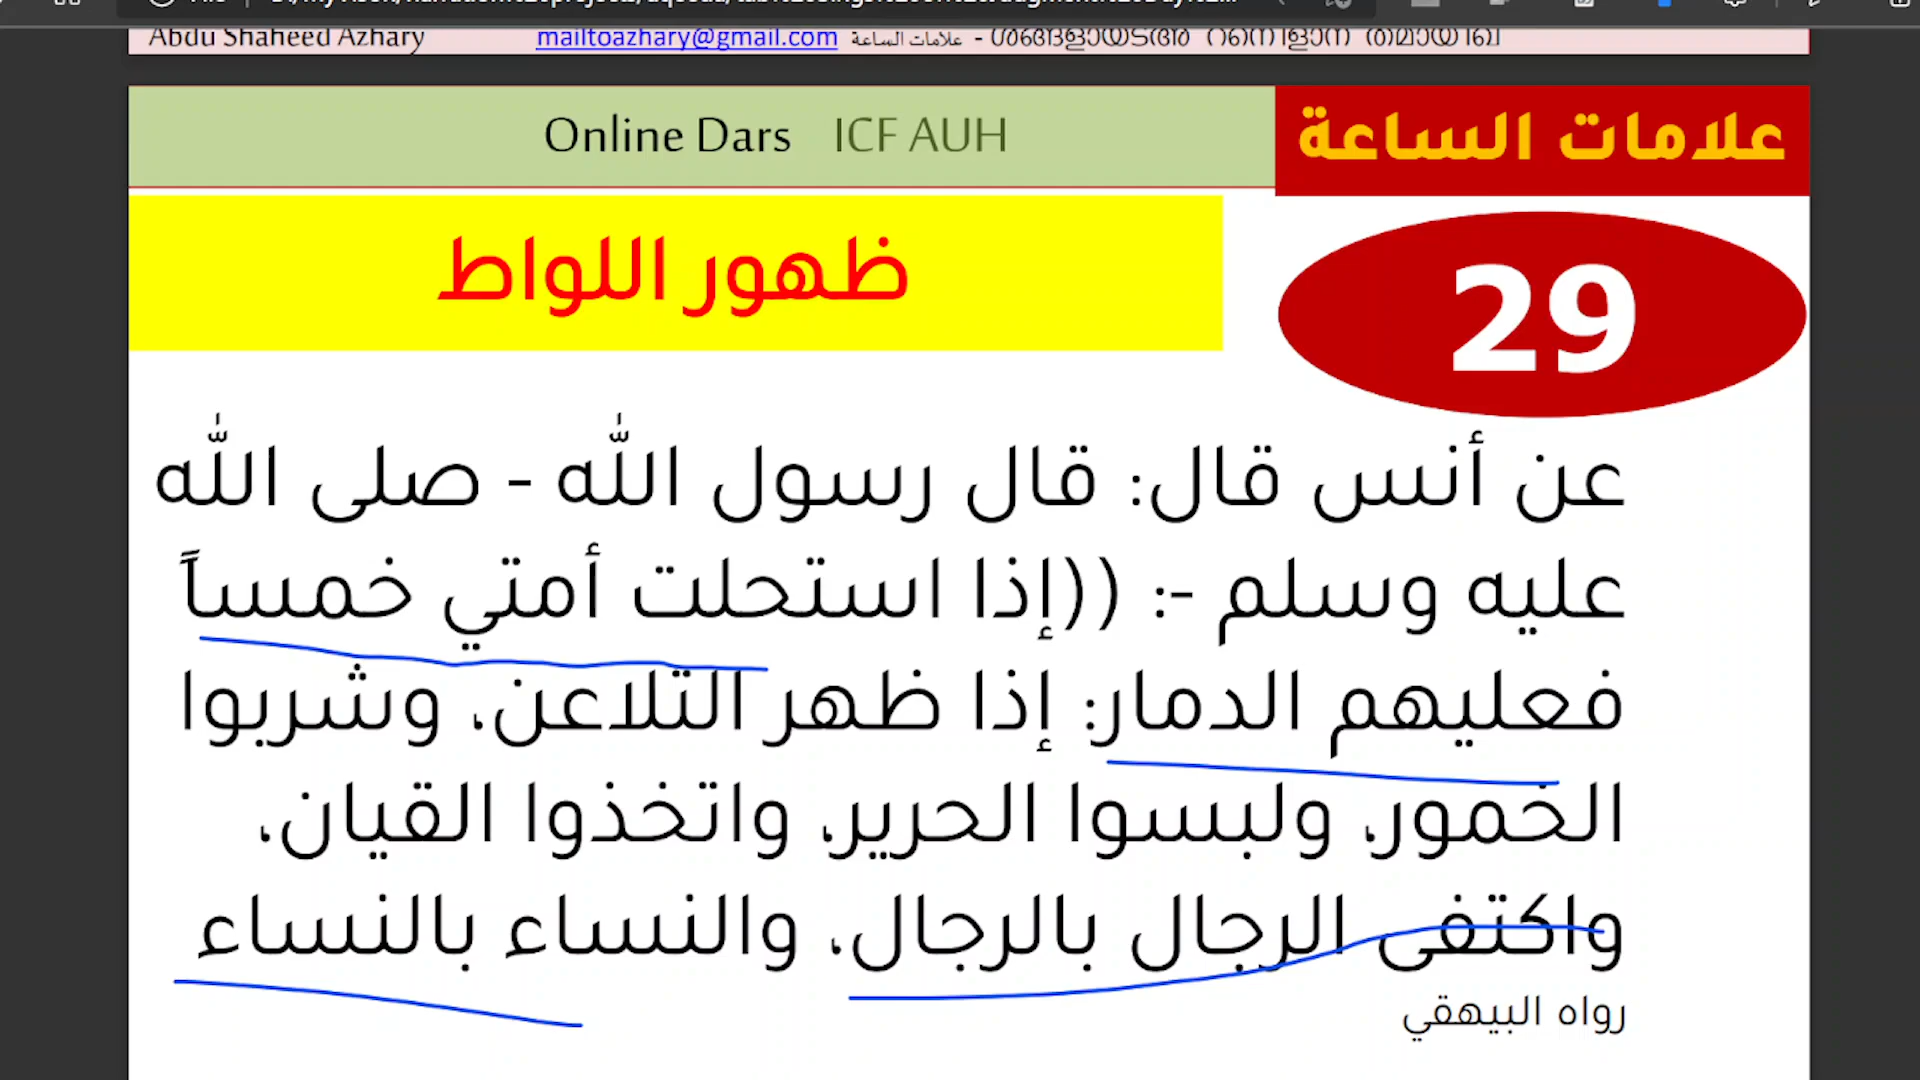 Abdu Shaheed Azhary mailtoazhary@gmail.com علامات الساعة -
Online Dars ICF AUH
علامات الساعة
ظهور اللواط
29
عن أنس قال: قال رسول الله - صلى الله
عليه وسلم -: ((إذا استحلت أمتي خمساً
فعليهم الدمار: إذا ظهر التلاعن، وشربوا
الخمور، ولبسوا الحرير، واتخذوا القيان،
واكتفى الرجال بالرجال، والنساء بالنساء
رواه البيهقي